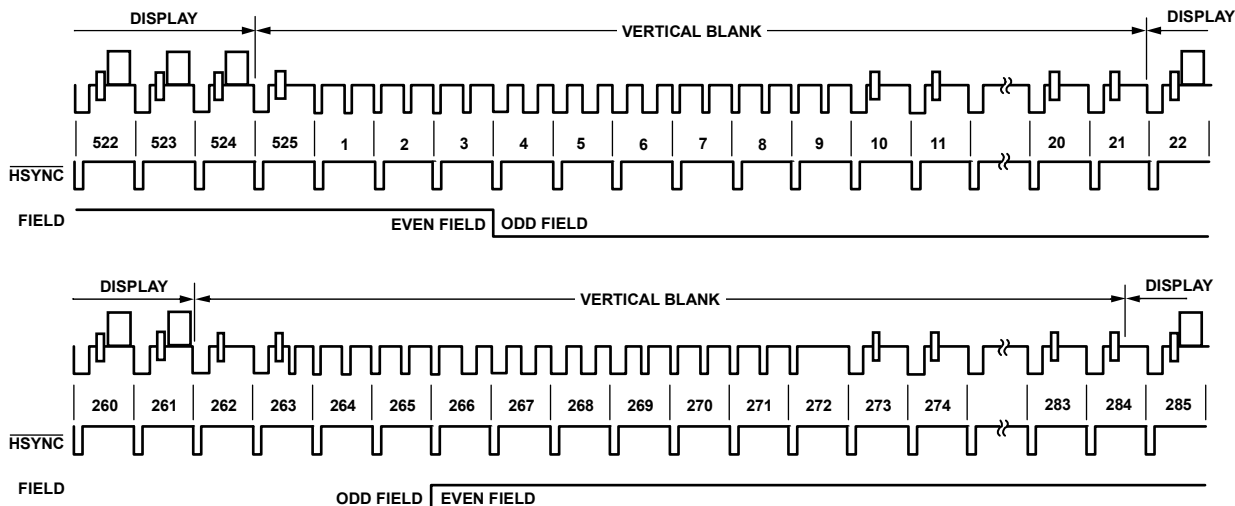 DISPLAY VERTICAL BLANK DISPLAY
522 523 524 525 1 2 3 4 5 6 7 8 9 10 11 20 21 22
HSYNC
FIELD EVEN FIELD ODD FIELD
DISPLAY VERTICAL BLANK DISPLAY
260 261 262 263 264 265 266 267 268 269 270 271 272 273 274 283 284 285
HSYNC
FIELD ODD FIELD EVEN FIELD